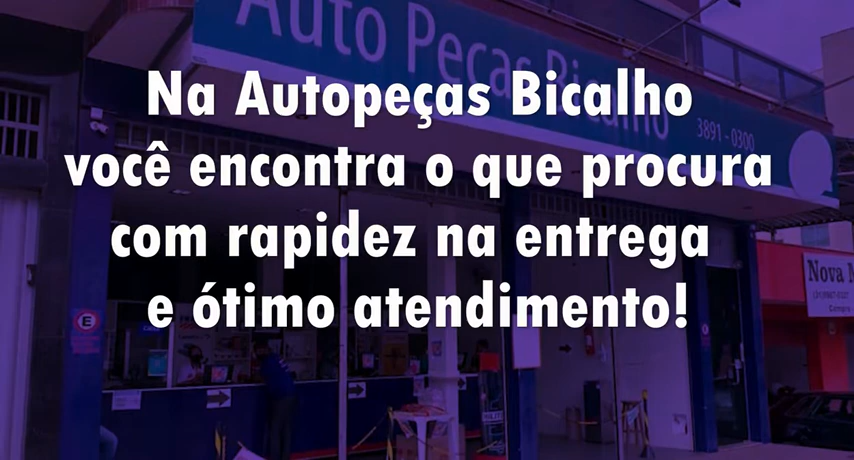 Auto Peças Bicalho
3891-0300
Na Autopeças Bicalho
você encontra o que procura
com rapidez na entrega
e ótimo atendimento!
E
Nova